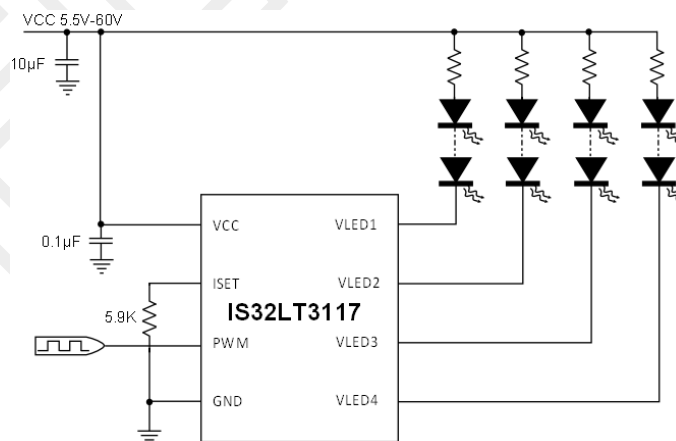 VCC 5.5V-60V
10µF
0.1µF
VCC
VLED1
ISET
VLED2
IS32LT3117
5.9K
PWM
VLED3
GND
VLED4